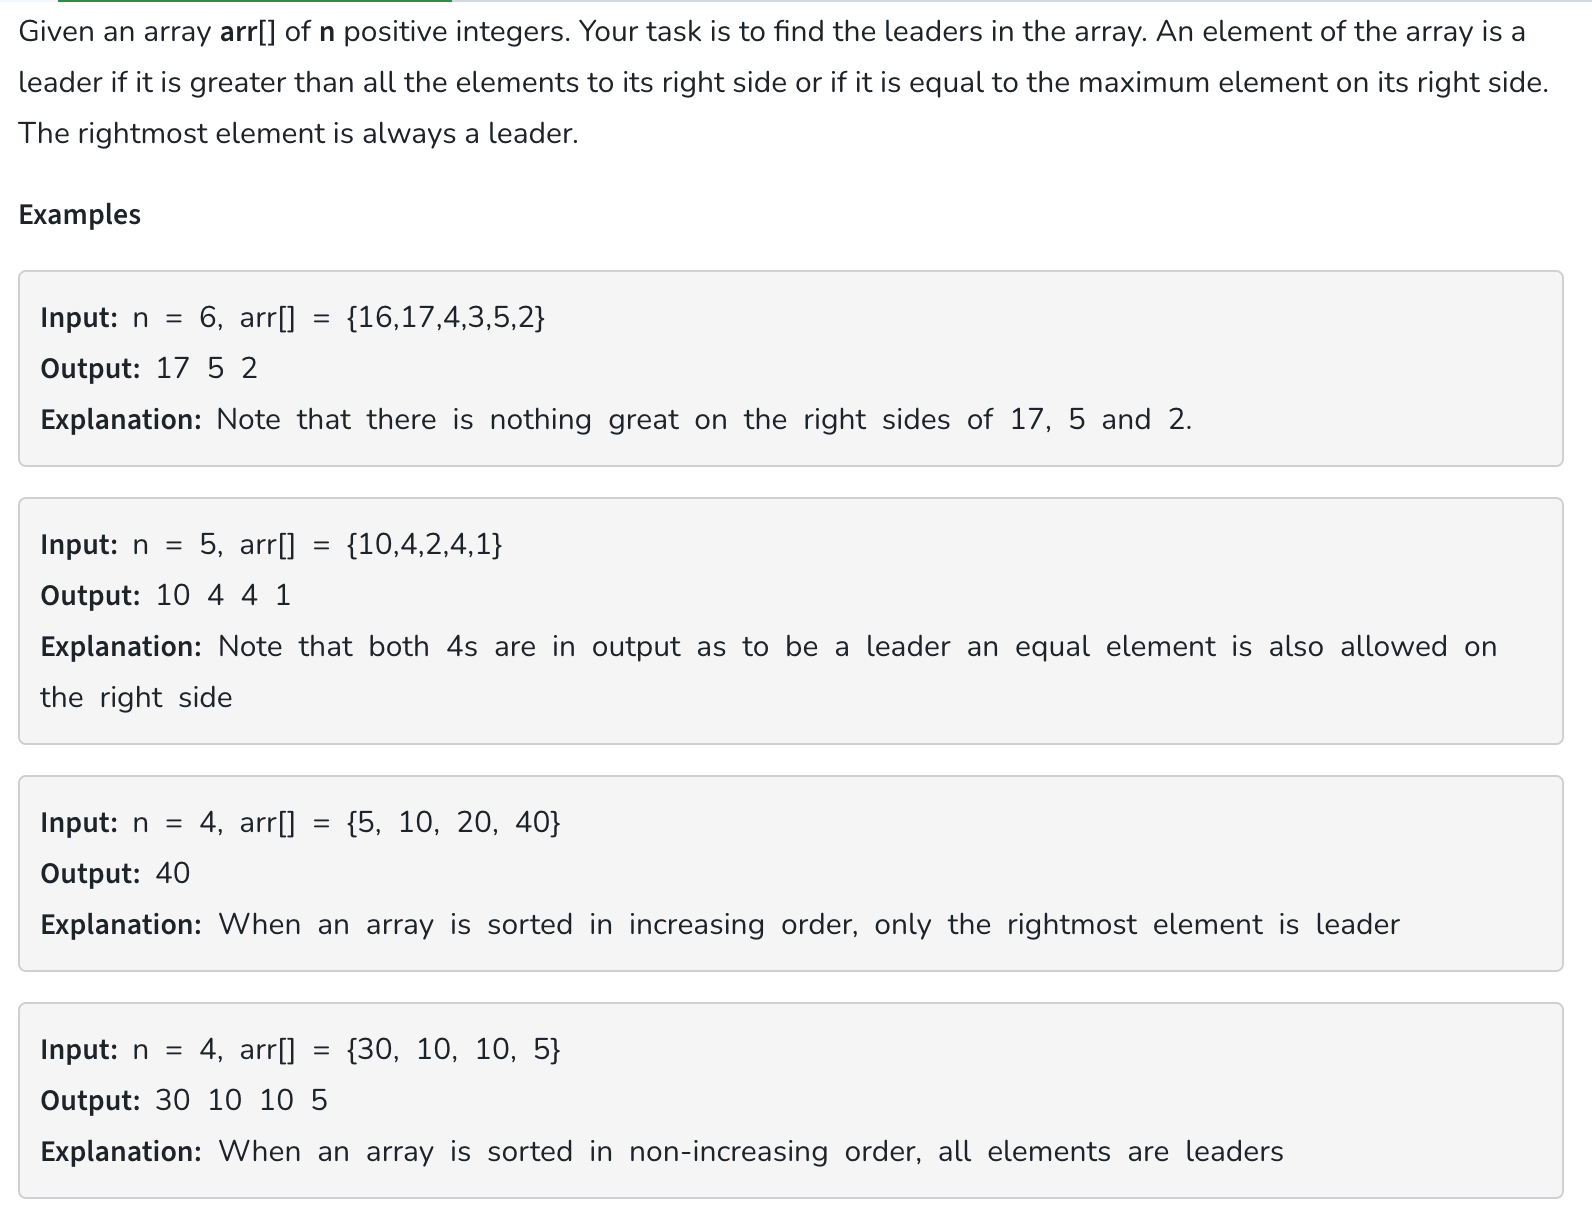 Given an array arr[] of n positive integers. Your task is to find the leaders in the array. An element of the array is a
leader if it is greater than all the elements to its right side or if it is equal to the maximum element on its right side.
The rightmost element is always a leader.
Examples
Input: n = 6, arr[] = {16,17,4,3,5,2}
Output: 17 5 2
Explanation: Note that there is nothing great on the right sides of 17, 5 and 2.
Input: n = 5, arr[] = {10,4,2,4,1}
Output: 10 4 4 1
Explanation: Note that both 4s are in output as to be a leader an equal element is also allowed on
the right side
Input: n = 4, arr[] = {5, 10, 20, 40}
Output: 40
Explanation: When an array is sorted in increasing order, only the rightmost element is leader
Input: n = 4, arr[] = {30, 10, 10, 5}
Output: 30 10 10 5
Explanation: When an array is sorted in non-increasing order, all elements are leaders